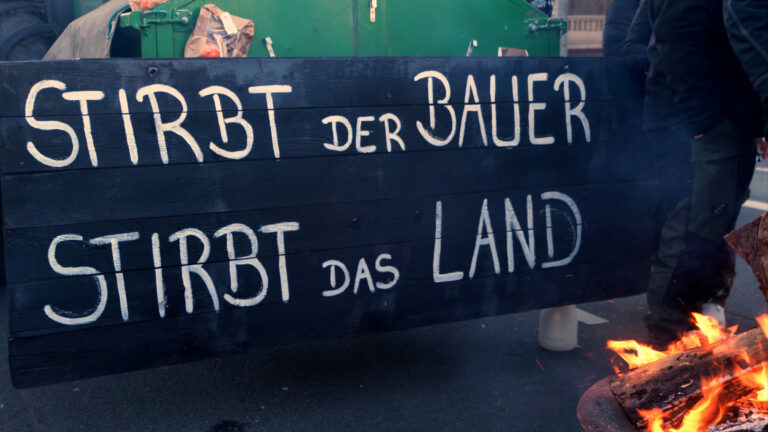 STIRBT DER BAUER
STIRBT DAS LAND